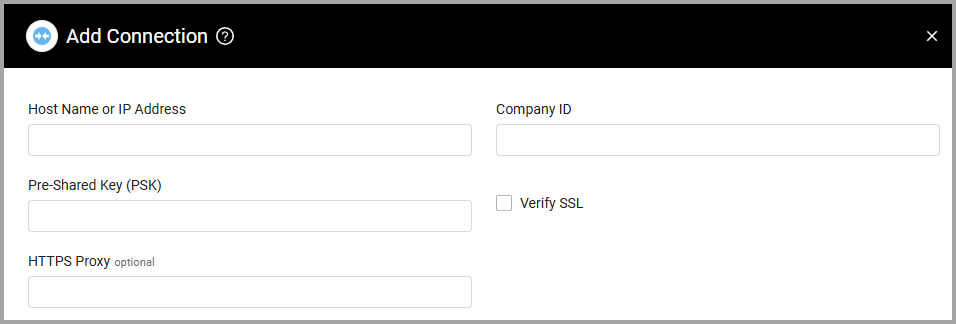 Add Connection ?
Host Name or IP Address
Company ID
Pre-Shared Key (PSK)
Verify SSL
HTTPS Proxy optional